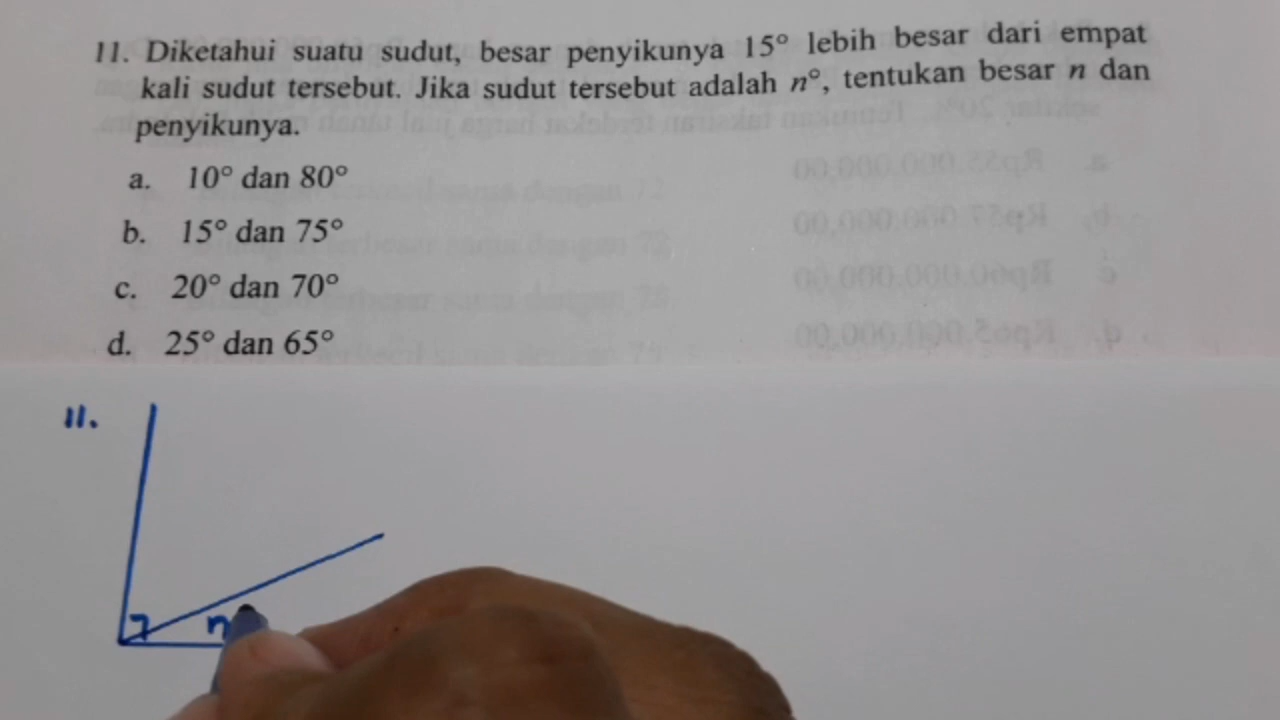 11. Diketahui suatu sudut, besar penyikunya 15° lebih besar dari empat
kali sudut tersebut. Jika sudut tersebut adalah n°, tentukan besar n dan
penyikunya.
a. 10° dan 80°
b. 15° dan 75°
c. 20° dan 70°
d. 25° dan 65°
11.
n